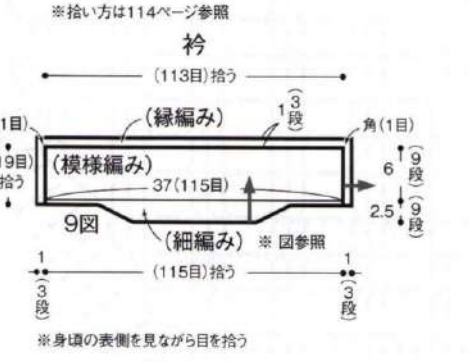 ※拾い方は114ページ参照
衿
(113目)拾う
(縁編み)
1(3段)
角(1目)
1目)
19目)
拾う
(模様編み)
37(115目)
6(9段)
2.5(9段)
9図
(細編み)
※図参照
1(3段)
(115目)拾う
1(3段)
※身頃の表側を見ながら目を拾う